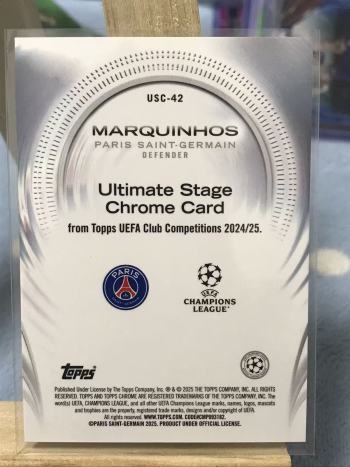 USC-42
MARQUINHOS
PARIS SAINT-GERMAIN
DEFENDER
Ultimate Stage
Chrome Card
from Topps UEFA Club Competitions 2024/25.
PARIS
UEFA
CHAMPIONS
LEAGUE
Topps
Published Under License by The Topps Company, Inc. ® & © 2025 THE TOPPS COMPANY, INC. ALL RIGHTS
RESERVED. TOPPS AND TOPPS CHROME ARE REGISTERED TRADEMARKS OF THE TOPPS COMPANY, INC. The
word(s) UEFA, CHAMPIONS LEAGUE, and all other UEFA Champions League marks, names, logos, mascots
and trophies are the property, registered trade marks, designs and/or copyright of UEFA.
All rights reserved. WWW.TOPPS.COM. CODE#CMP093182.
©PARIS SAINT-GERMAIN 2025. PRODUCT UNDER OFFICIAL LICENSE.